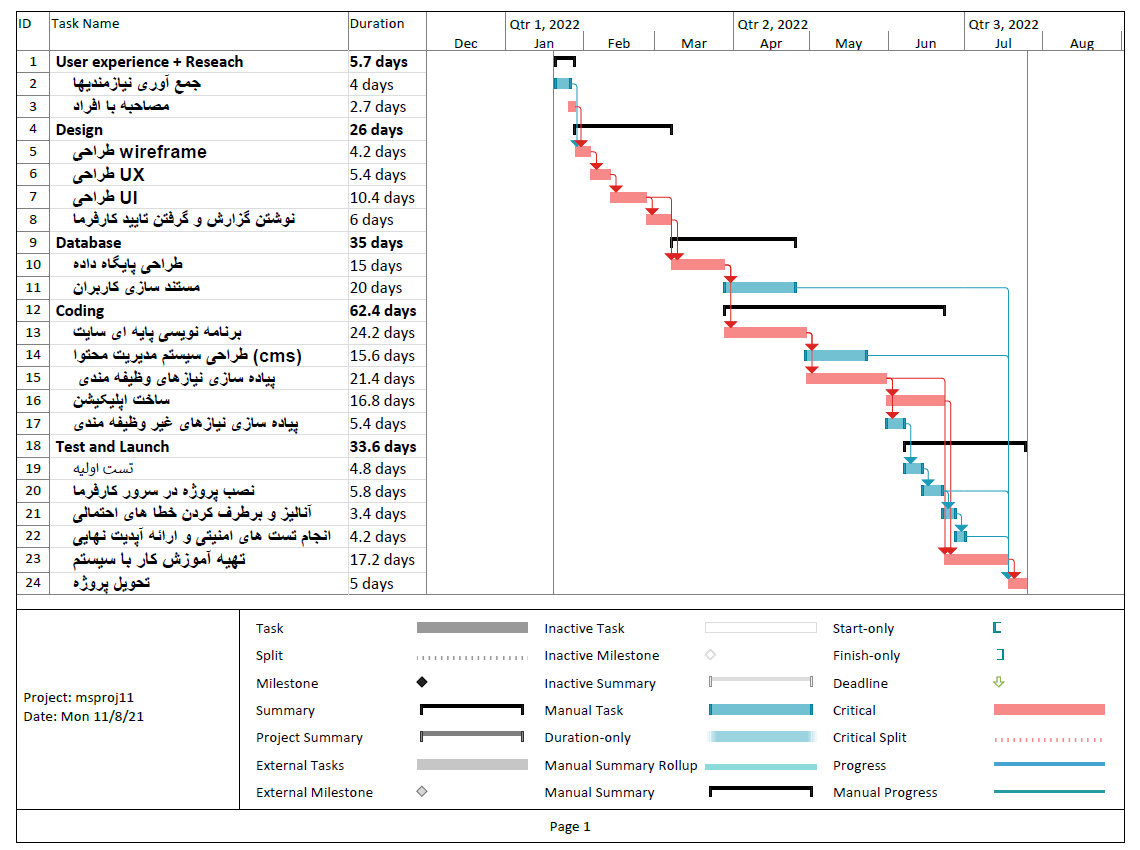 ID Task Name Duration Qtr 1, 2022 Qtr 2, 2022 Qtr 3, 2022
Dec Jan Feb Mar Apr May Jun Jul Aug
1 User experience + Reseach 5.7 days
2 جمع آوری نیازمندیها 4 days
3 مصاحبه با افراد 2.7 days
4 Design 26 days
5 طراحی wireframe 4.2 days
6 طراحی UX 5.4 days
7 طراحی UI 10.4 days
8 نوشتن گزارش و گرفتن تایید کارفرما 6 days
9 Database 35 days
10 طراحی پایگاه داده 15 days
11 مستند سازی کاربران 20 days
12 Coding 62.4 days
13 برنامه نویسی پایه ای سایت 24.2 days
14 طراحی سیستم مدیریت محتوا (cms) 15.6 days
15 پیاده سازی نیازهای وظیفه مندی 21.4 days
16 ساخت اپلیکیشن 16.8 days
17 پیاده سازی نیازهای غیر وظیفه مندی 5.4 days
18 Test and Launch 33.6 days
19 تست اولیه 4.8 days
20 نصب پروژه در سرور کارفرما 5.8 days
21 آنالیز و برطرف کردن خطا های احتمالی 3.4 days
22 انجام تست های امنیتی و ارائه آپدیت نهایی 4.2 days
23 تهیه آموزش کار با سیستم 17.2 days
24 تحویل پروژه 5 days
Project: msproj11
Date: Mon 11/8/21
Task Inactive Task Start-only
Split Inactive Milestone Finish-only
Milestone Inactive Summary Deadline
Summary Manual Task Critical
Project Summary Duration-only Critical Split
External Tasks Manual Summary Rollup Progress
External Milestone Manual Summary Manual Progress
Page 1